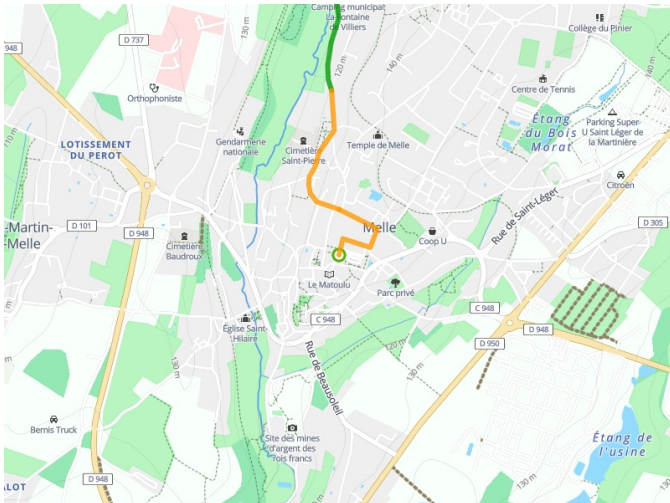 Camping municipal
La Fontaine
de Villiers
130 m
120 m
140 m
Collège du Pinier
D 948
D 737
140 m
Orthophoniste
Centre de Tennis
Étang
du Bois
Morat
Parking Super
U Saint Léger de
la Martinière
110 m
Gendarmerie
nationale
Cimetière
Saint-Pierre
Temple de Melle
LOTISSEMENT
DU PEROT
Citroën
Rue de Saint-Léger
D 305
-Martin-
Melle
D 101
D 948
Cimetière
Baudroux
Melle
Coop U
Le Matoulu
Parc privé
C 948
C 948
Église Saint-
Hilaire
D 948
D 950
120 m
130 m
130 m
Rue de Beausoleil
Bernis Truck
Site des mines
d'argent des
rois francs
Étang de
l'usine
D 948
130 m
ALOT